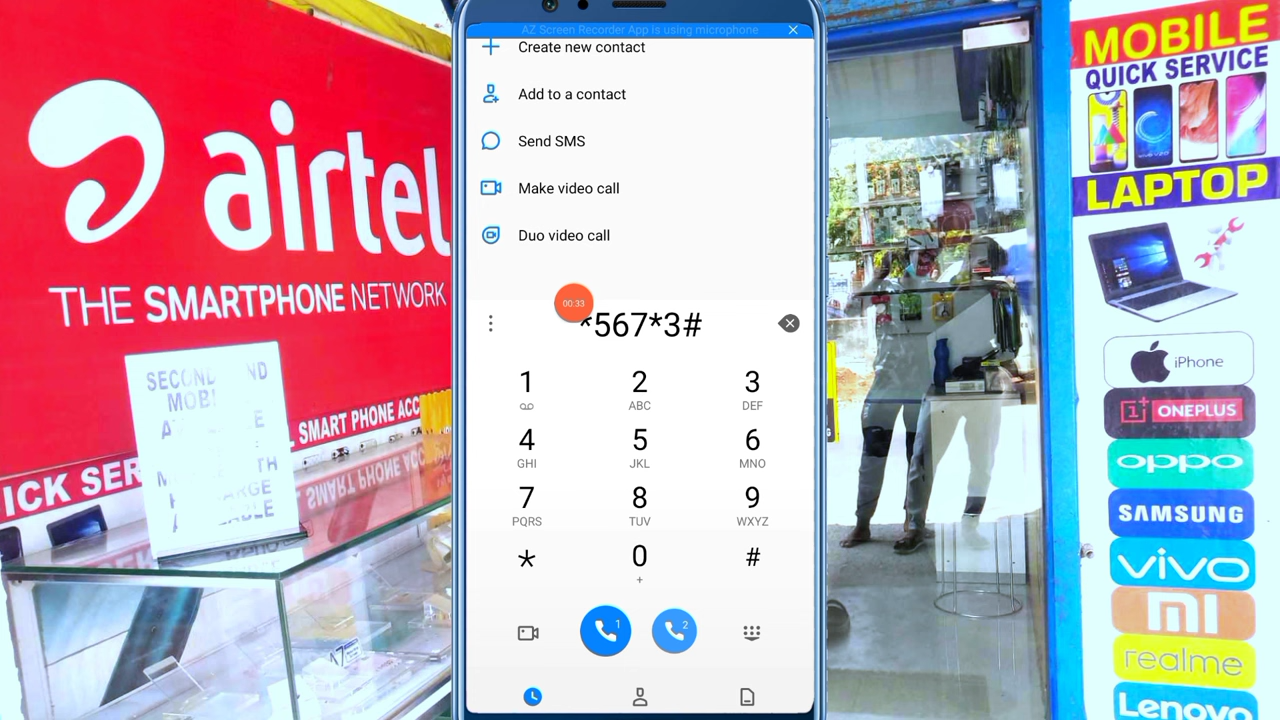 airtel
THE SMARTPHONE NETWORK
SMART PHONE ACC
ICK SER
AZ Screen Recorder App is using microphone
Create new contact
Add to a contact
Send SMS
Make video call
Duo video call
00:33
*567*3#
1
2
ABC
3
DEF
4
GHI
5
JKL
6
MNO
7
PQRS
8
TUV
9
WXYZ
*
0
+
#
1
2
MOBILE
QUICK SERVICE
LAPTOP
iPhone
1+ ONEPLUS
oppo
SAMSUNG
vivo
MI
realme
Lenovo